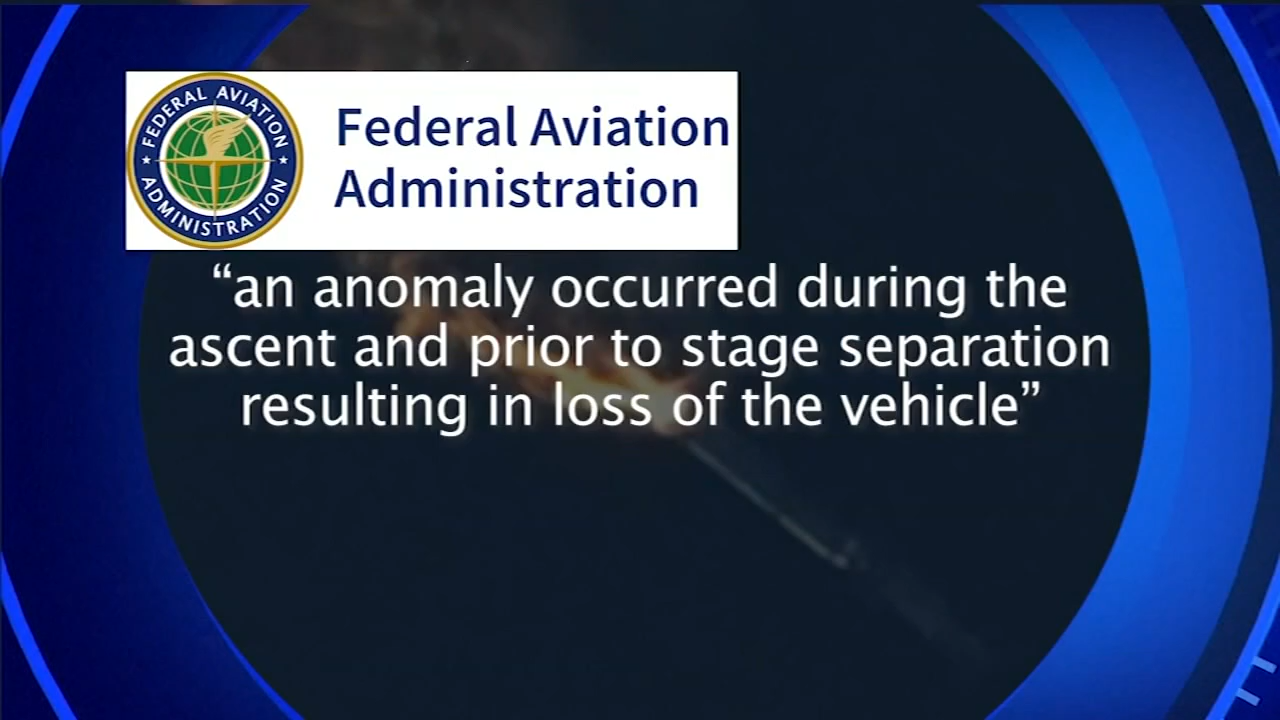 FEDERAL AVIATION
ADMINISTRATION
Federal Aviation
Administration
“an anomaly occurred during the
ascent and prior to stage separation
resulting in loss of the vehicle”